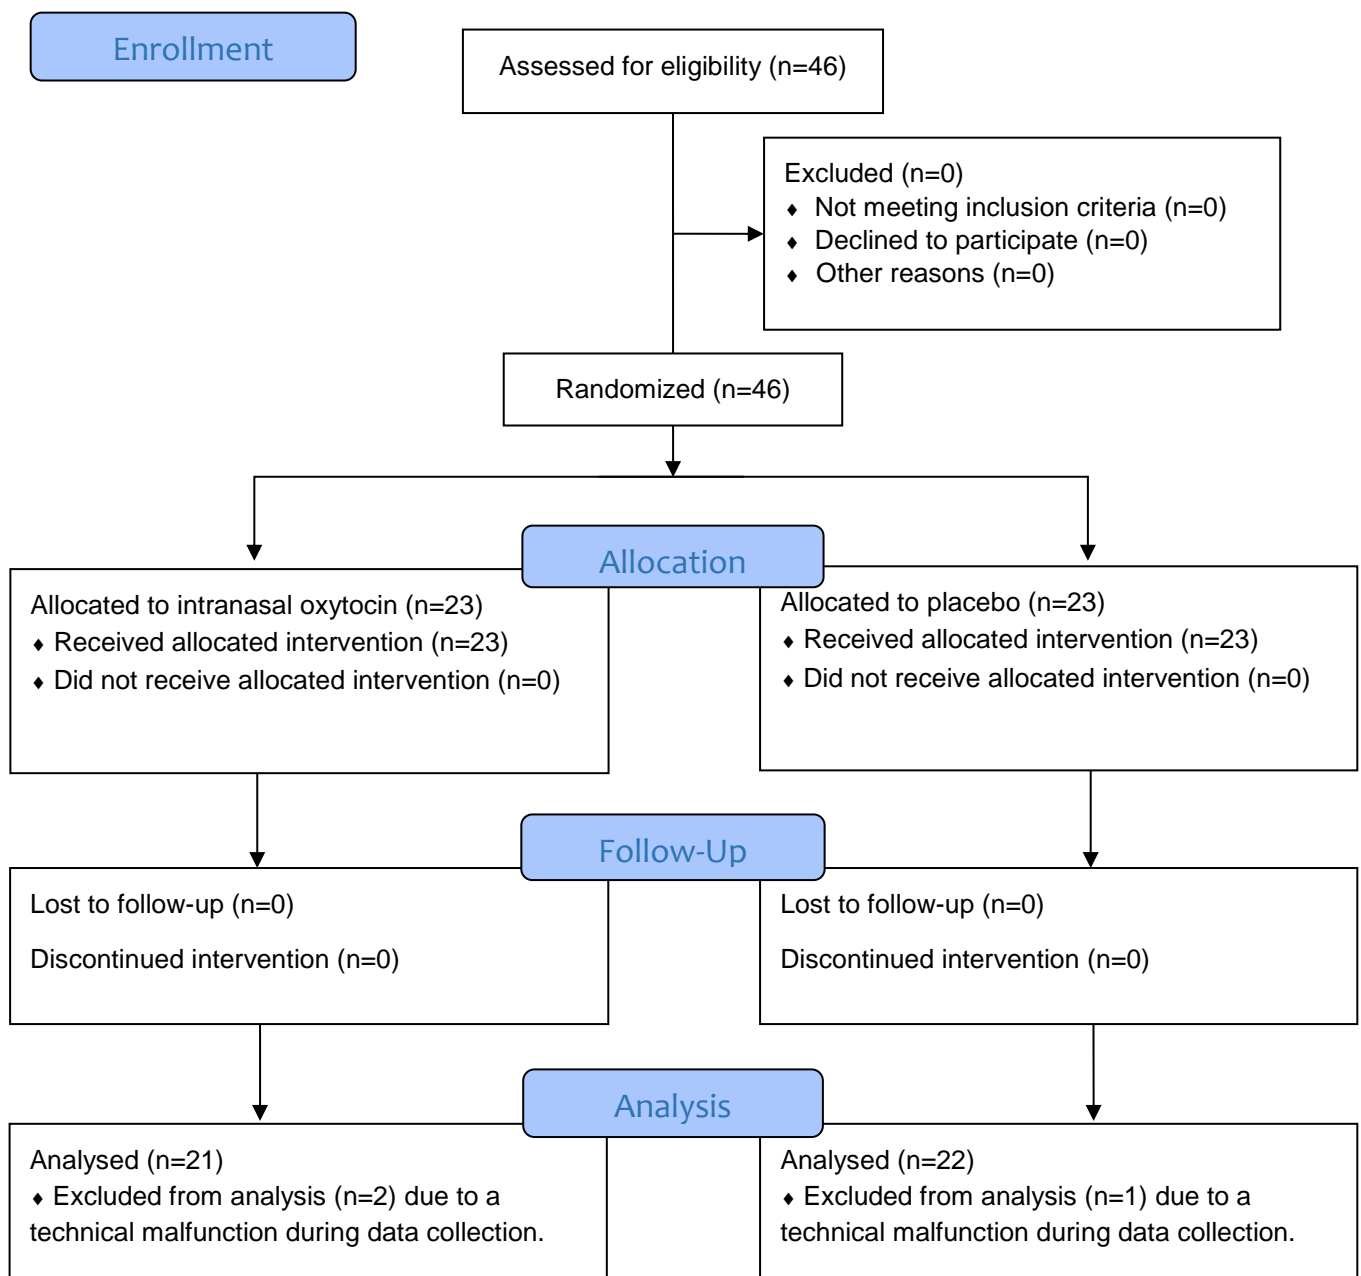 Enrollment
Assessed for eligibility (n=46)
Excluded (n=0)
♦ Not meeting inclusion criteria (n=0)
♦ Declined to participate (n=0)
♦ Other reasons (n=0)
Randomized (n=46)
Allocation
Allocated to intranasal oxytocin (n=23)
♦ Received allocated intervention (n=23)
♦ Did not receive allocated intervention (n=0)
Allocated to placebo (n=23)
♦ Received allocated intervention (n=23)
♦ Did not receive allocated intervention (n=0)
Follow-Up
Lost to follow-up (n=0)
Discontinued intervention (n=0)
Lost to follow-up (n=0)
Discontinued intervention (n=0)
Analysis
Analysed (n=21)
♦ Excluded from analysis (n=2) due to a
technical malfunction during data collection.
Analysed (n=22)
♦ Excluded from analysis (n=1) due to a
technical malfunction during data collection.